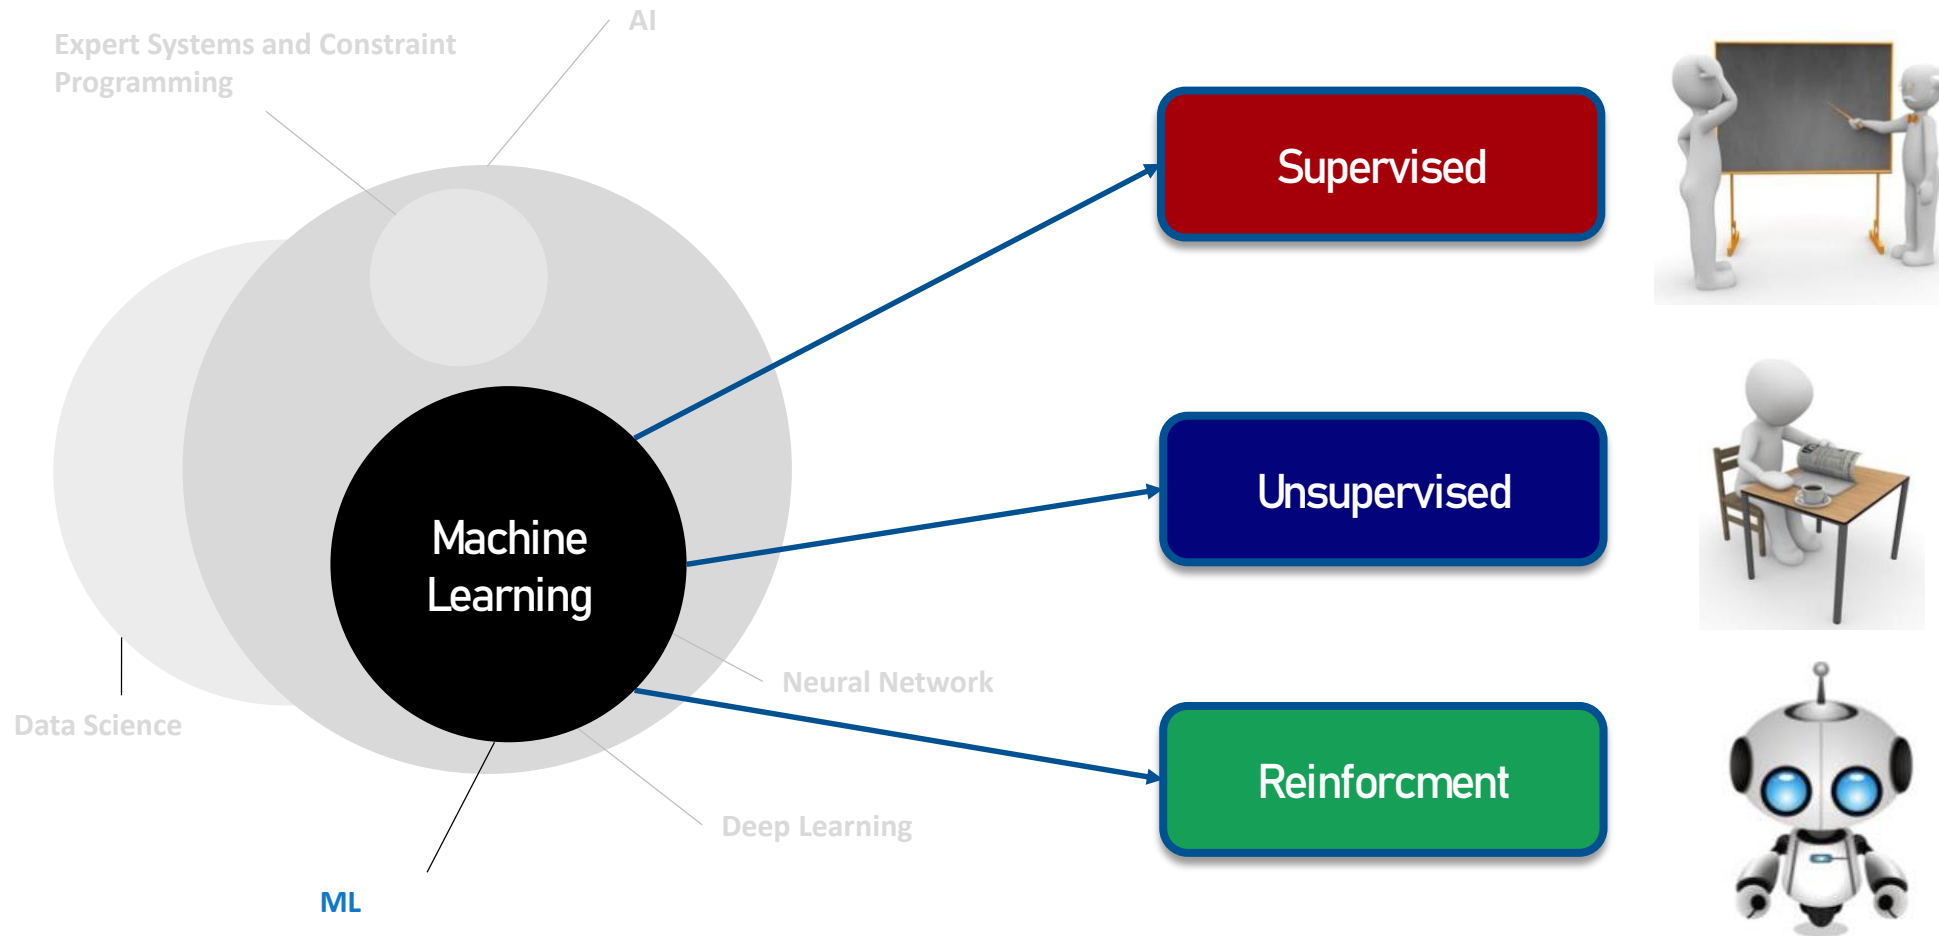 AI
Expert Systems and Constraint
Programming
Supervised
Unsupervised
Machine
Learning
Neural Network
Data Science
Reinforcment
Deep Learning
ML